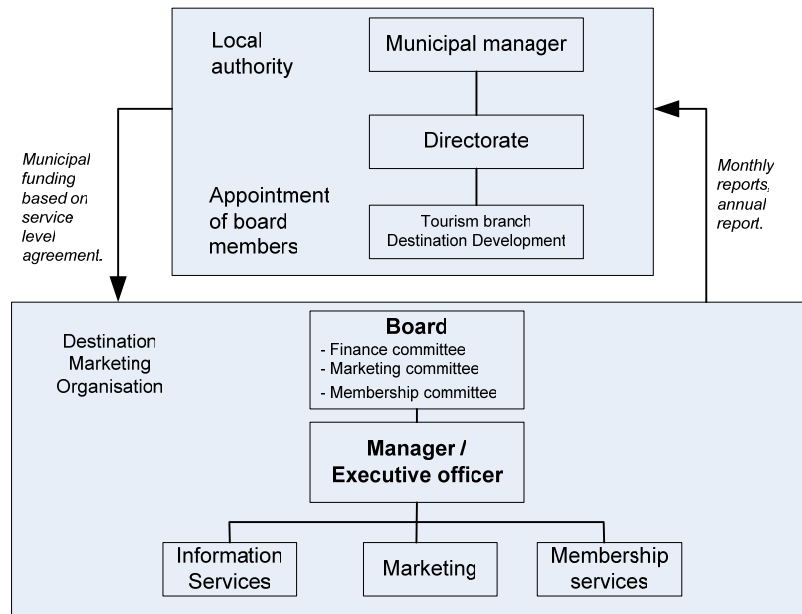 Local
authority
Municipal manager
Directorate
Appointment
of board
members
Tourism branch
Destination Development
Municipal
funding
based on
service
level
agreement.
Monthly
reports,
annual
report.
Destination
Marketing
Organisation
Board
- Finance committee
- Marketing committee
- Membership committee
Manager /
Executive officer
Information
Services
Marketing
Membership
services